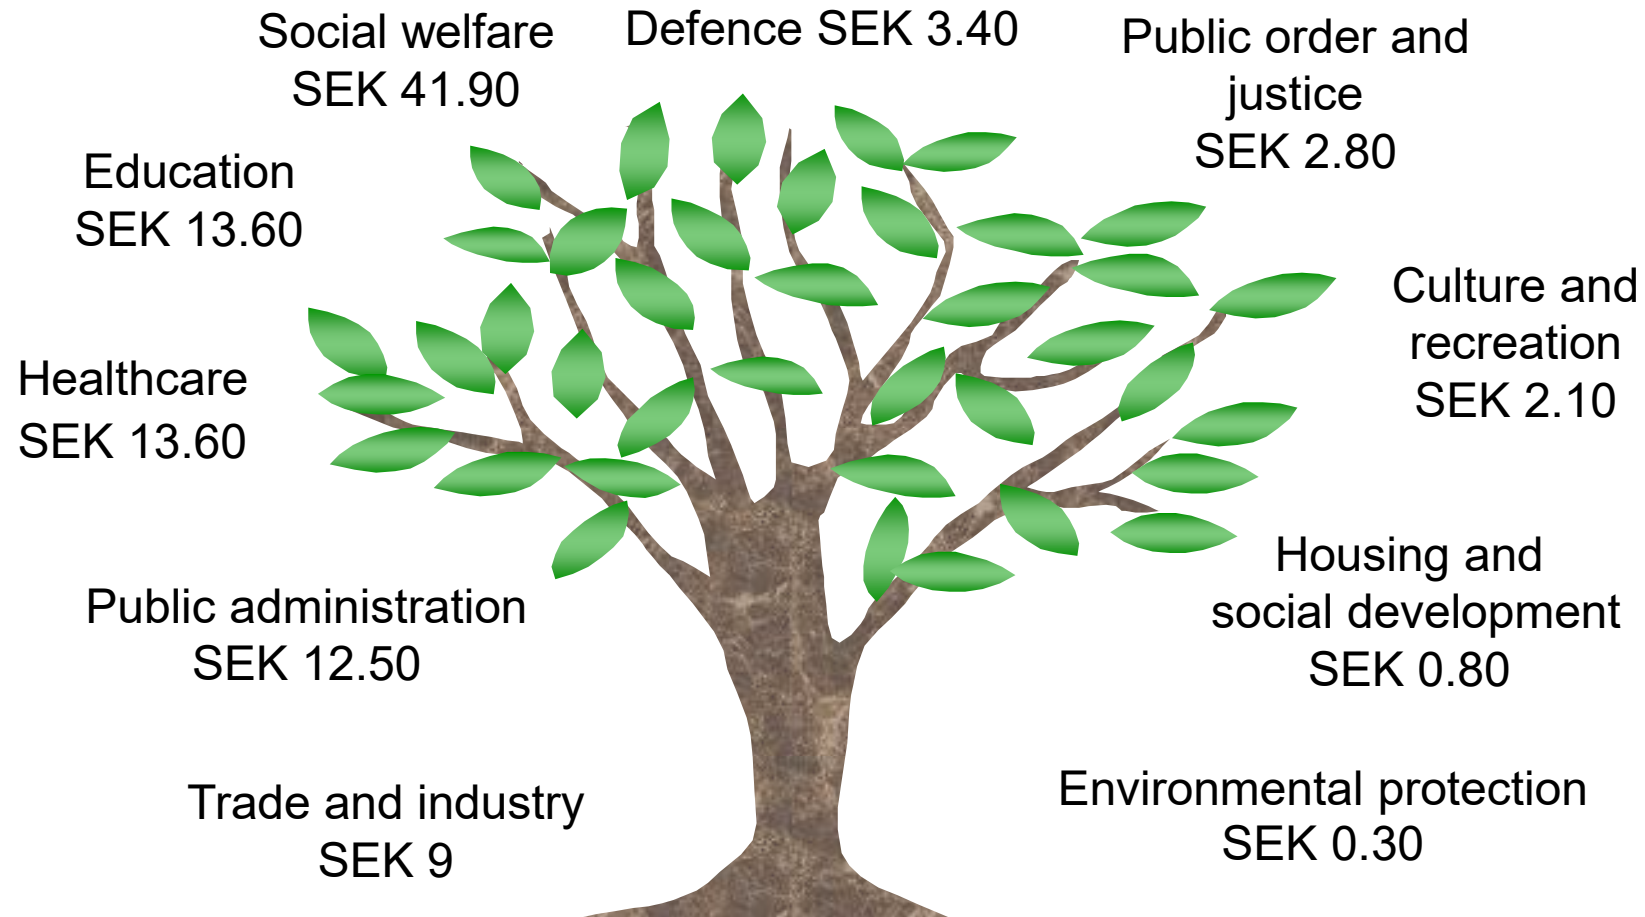 Social welfare
SEK 41.90
Defence SEK 3.40
Public order and
justice
SEK 2.80
Education
SEK 13.60
Culture and
recreation
SEK 2.10
Healthcare
SEK 13.60
Housing and
social development
SEK 0.80
Public administration
SEK 12.50
Environmental protection
SEK 0.30
Trade and industry
SEK 9